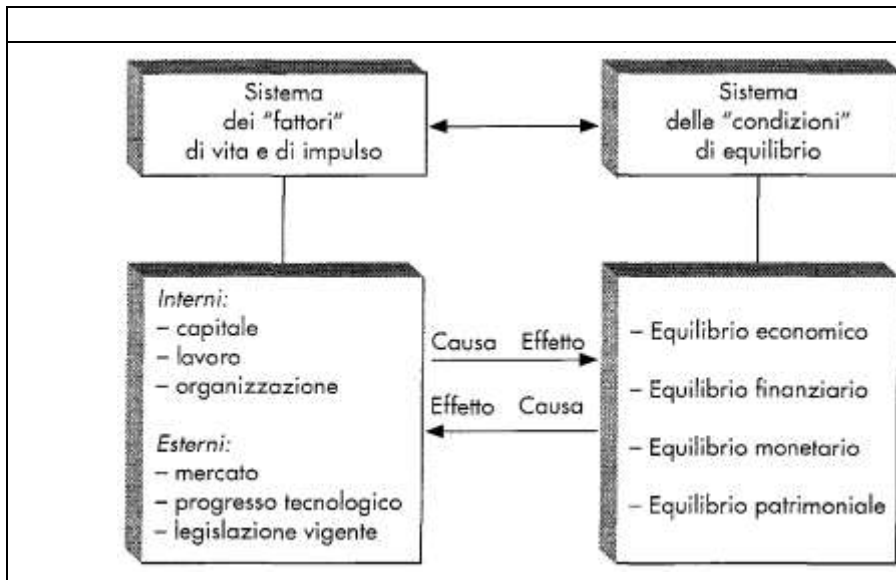 Sistema
dei "fattori"
di vita e di impulso
Sistema
delle "condizioni"
di equilibrio
Interni:
– capitale
– lavoro
– organizzazione
Esterni:
– mercato
– progresso tecnologico
– legislazione vigente
Causa Effetto
Effetto Causa
– Equilibrio economico
– Equilibrio finanziario
– Equilibrio monetario
– Equilibrio patrimoniale